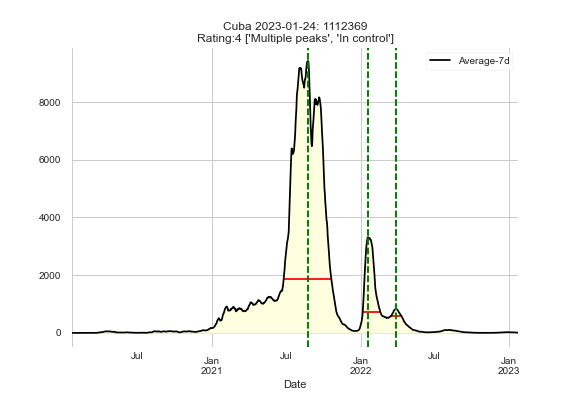 Cuba 2023-01-24: 1112369
Rating:4 ['Multiple peaks', 'In control']
Average-7d
8000
6000
4000
2000
0
Jul
Jan
2021
Jul
Jan
2022
Jul
Jan
2023
Date